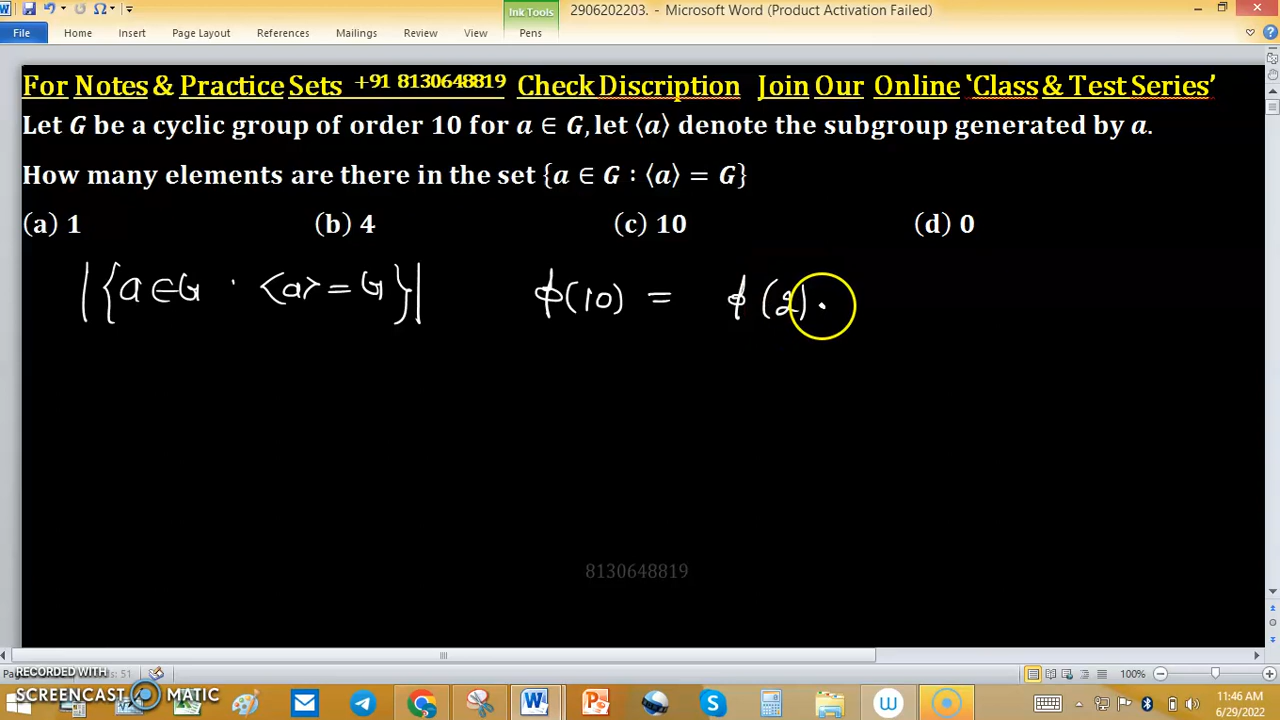 2906202203. - Microsoft Word (Product Activation Failed)
Ink Tools
File Home Insert Page Layout References Mailings Review View Pens
For Notes & Practice Sets +91 8130648819 Check Discription Join Our Online ‘Class & Test Series’
Let G be a cyclic group of order 10 for a ∈ G, let ⟨a⟩ denote the subgroup generated by a.
How many elements are there in the set {a ∈ G : ⟨a⟩ = G}
(a) 1 (b) 4 (c) 10 (d) 0
|{a∈G · <a> = G}| ϕ(10) = ϕ(2) ·
8130648819
RECORDED WITH
51
100%
SCREENCAST MATIC
11:46 AM
6/29/2022